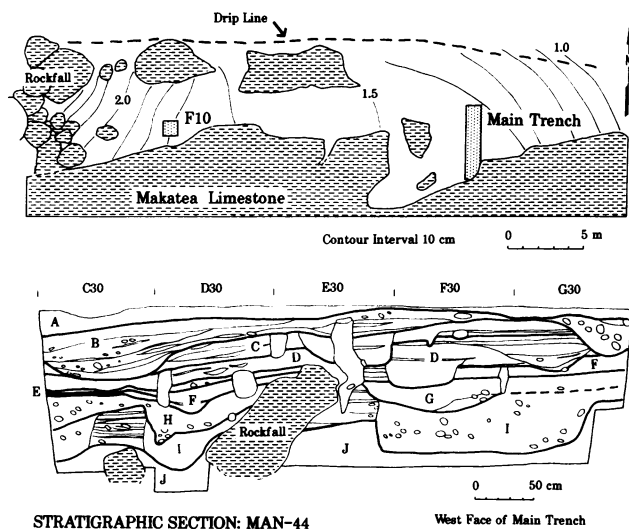 Drip Line
1.0
Rockfall
2.0
1.5
F10
Main Trench
Makatea Limestone
Contour Interval 10 cm
0 5 m
C30 D30 E30 F30 G30
A
B
C
D
D
E
F
F
G
H
I
I
Rockfall
J
J
0 50 cm
STRATIGRAPHIC SECTION: MAN-44
West Face of Main Trench